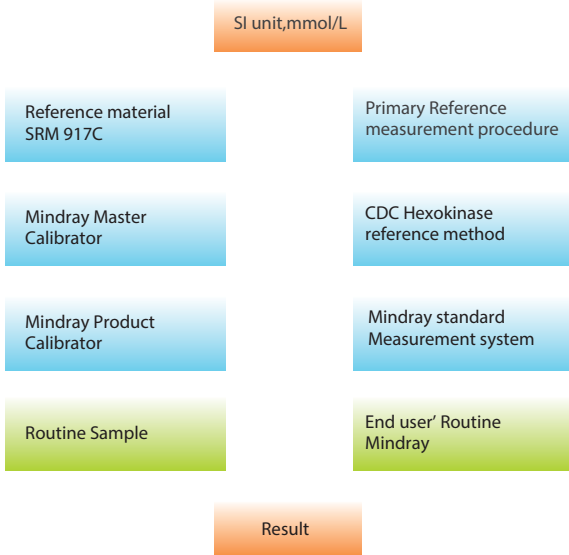 SI unit,mmol/L
Reference material
SRM 917C
Primary Reference
measurement procedure
Mindray Master
Calibrator
CDC Hexokinase
reference method
Mindray Product
Calibrator
Mindray standard
Measurement system
Routine Sample
End user’ Routine
Mindray
Result